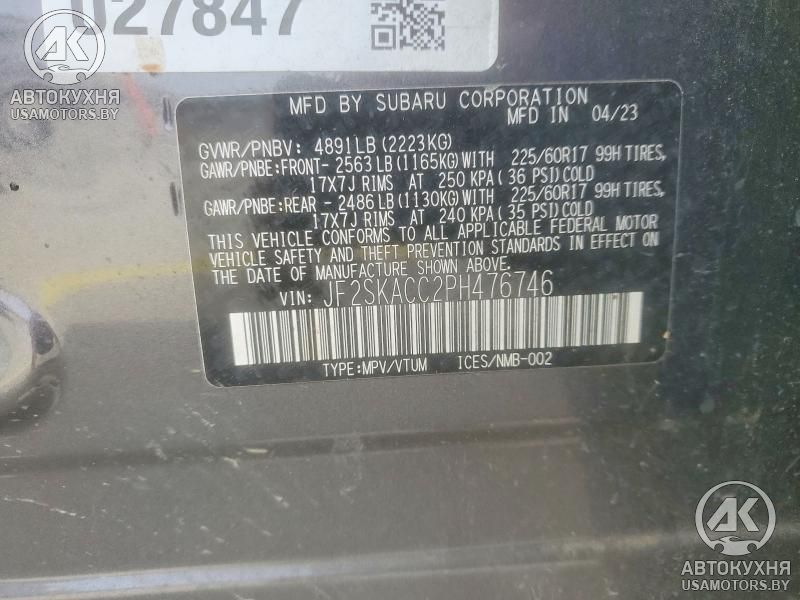 027847
AK
АВТОКУХНЯ
USAMOTORS.BY
MFD BY SUBARU CORPORATION
MFD IN 04/23
GVWR/PNBV: 4891LB (2223KG)
GAWR/PNBE:FRONT- 2563 LB (1165KG) WITH 225/60R17 99H TIRES,
17X7J RIMS AT 250 KPA ( 36 PSI) COLD
GAWR/PNBE:REAR - 2486 LB (1130KG) WITH 225/60R17 99H TIRES,
17X7J RIMS AT 240 KPA ( 35 PSI) COLD
THIS VEHICLE CONFORMS TO ALL APPLICABLE FEDERAL MOTOR
VEHICLE SAFETY AND THEFT PREVENTION STANDARDS IN EFFECT ON
THE DATE OF MANUFACTURE SHOWN ABOVE.
VIN: JF2SKACC2PH476746
TYPE:MPV/VTUM ICES/NMB-002
AK
АВТОКУХНЯ
USAMOTORS.BY